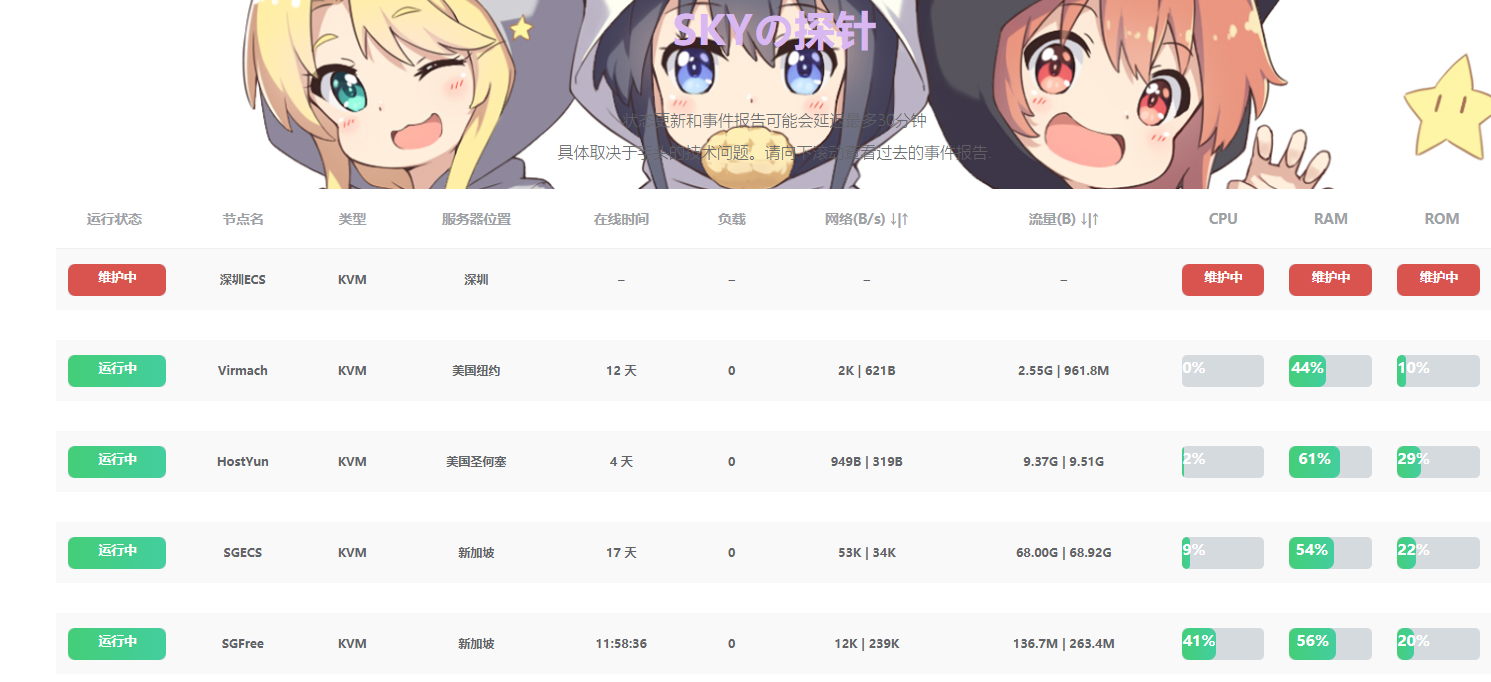 SKYの探针
状态更新和事件报告可能会延迟最多30分钟
具体取决于手头的技术问题。请向下滚动查看过去的事件报告.
运行状态 节点名 类型 服务器位置 在线时间 负载 网络(B/s) ↓|↑ 流量(B) ↓|↑ CPU RAM ROM
维护中 深圳ECS KVM 深圳 – – – – 维护中 维护中 维护中
运行中 Virmach KVM 美国纽约 12 天 0 2K | 621B 2.55G | 961.8M 0% 44% 10%
运行中 HostYun KVM 美国圣何塞 4 天 0 949B | 319B 9.37G | 9.51G 2% 61% 29%
运行中 SGECS KVM 新加坡 17 天 0 53K | 34K 68.00G | 68.92G 9% 54% 22%
运行中 SGFree KVM 新加坡 11:58:36 0 12K | 239K 136.7M | 263.4M 41% 56% 20%